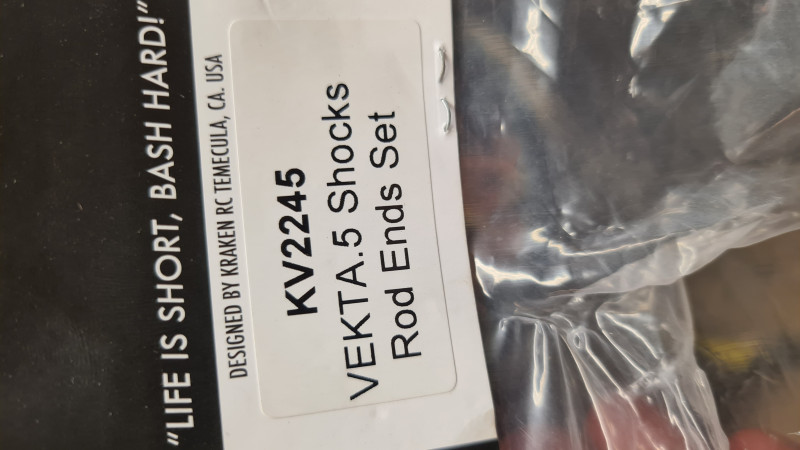 “LIFE IS SHORT, BASH HARD!”
DESIGNED BY KRAKEN RC TEMECULA, CA. USA
KV2245
VEKTA.5 Shocks
Rod Ends Set